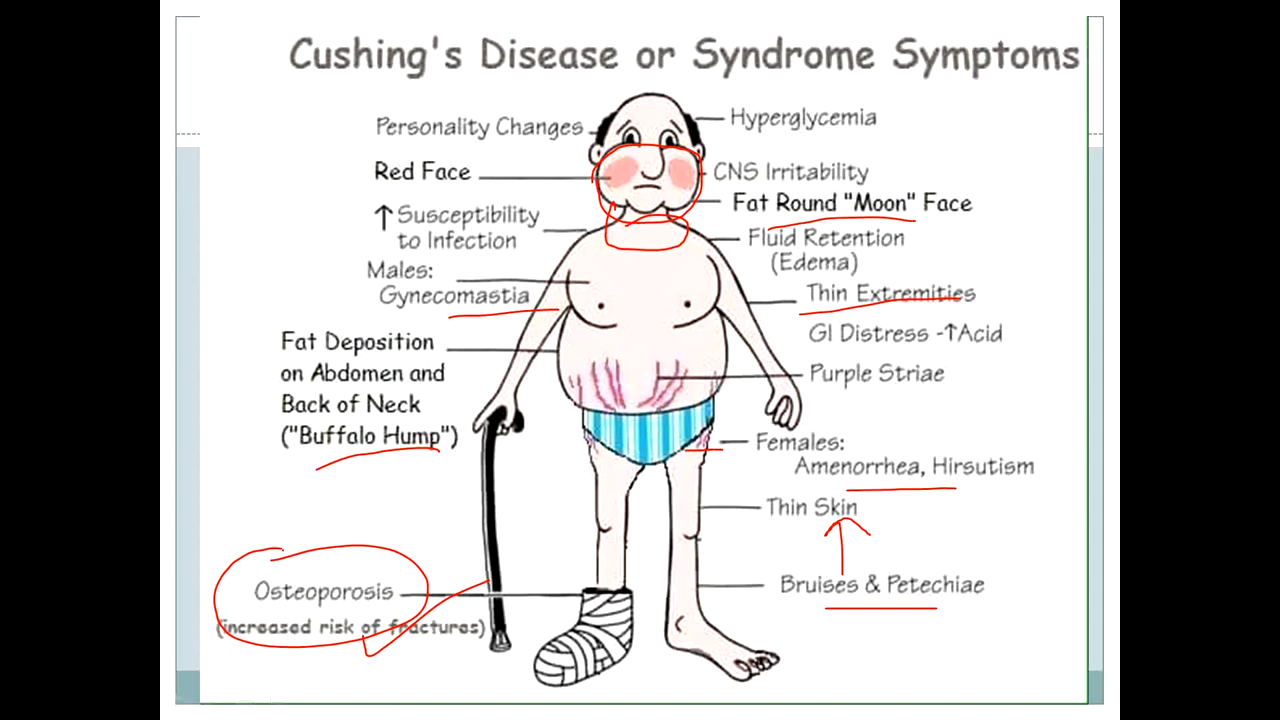 Cushing's Disease or Syndrome Symptoms
Personality Changes
Red Face
↑ Susceptibility
to Infection
Males:
Gynecomastia
Fat Deposition
on Abdomen and
Back of Neck
("Buffalo Hump")
Osteoporosis
(increased risk of fractures)
Hyperglycemia
CNS Irritability
Fat Round "Moon" Face
Fluid Retention
(Edema)
Thin Extremities
GI Distress -↑Acid
Purple Striae
Females:
Amenorrhea, Hirsutism
Thin Skin
Bruises & Petechiae